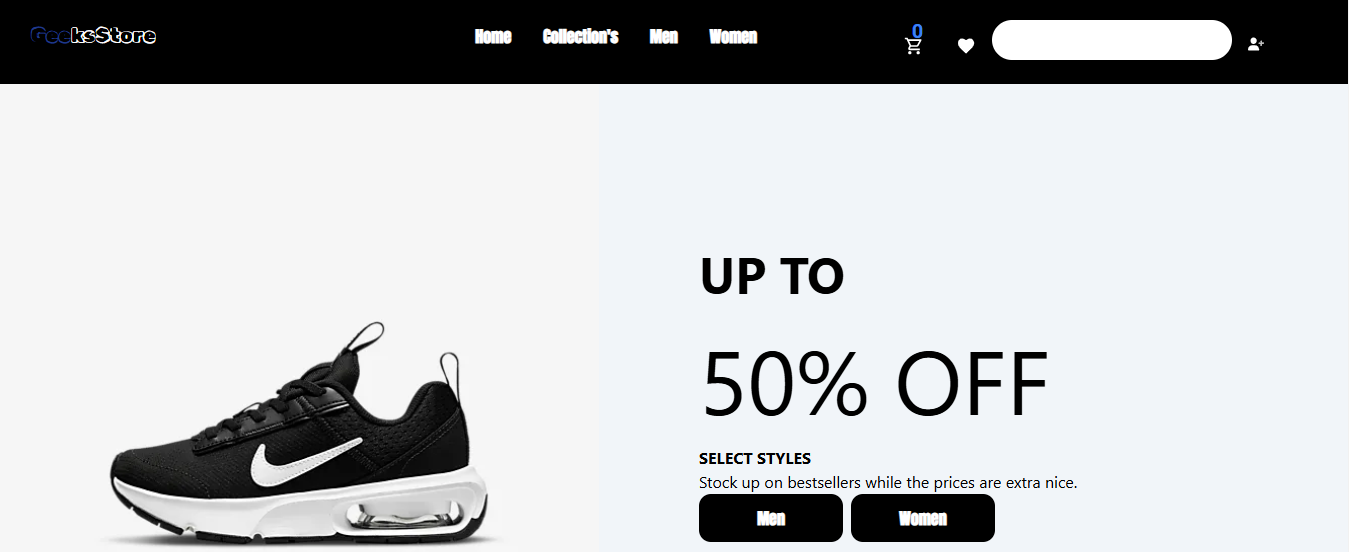 GeeksStore Home Collection's Men Women 0
UP TO
50% OFF
SELECT STYLES
Stock up on bestsellers while the prices are extra nice.
Men Women